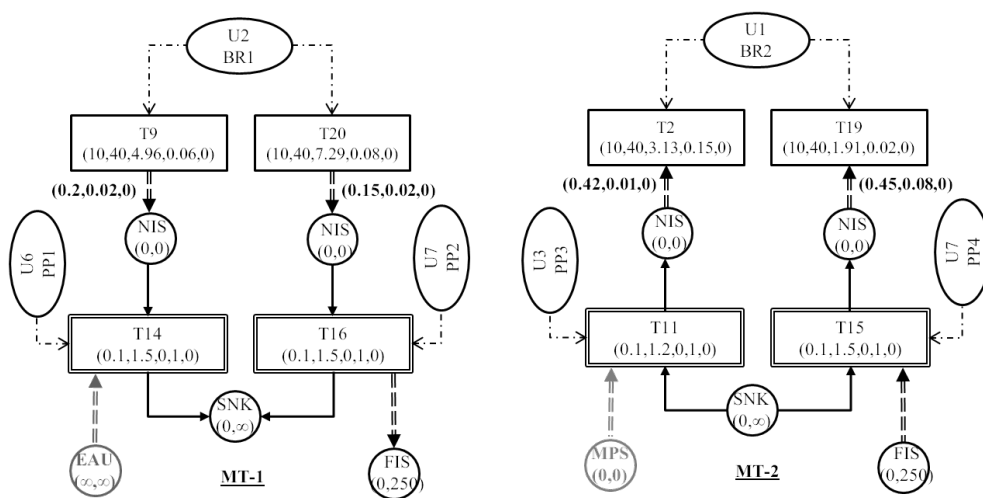 U2
BR1
T9
(10,40,4.96,0.06,0)
T20
(10,40,7.29,0.08,0)
(0.2,0.02,0)
(0.15,0.02,0)
NIS
(0,0)
NIS
(0,0)
U6
PP1
U7
PP2
T14
(0.1,1.5,0,1,0)
T16
(0.1,1.5,0,1,0)
SNK
(0,∞)
EAU
(∞,∞)
MT-1
FIS
(0,250)
U1
BR2
T2
(10,40,3.13,0.15,0)
T19
(10,40,1.91,0.02,0)
(0.42,0.01,0)
(0.45,0.08,0)
NIS
(0,0)
NIS
(0,0)
U3
PP3
U7
PP4
T11
(0.1,1.2,0,1,0)
T15
(0.1,1.5,0,1,0)
SNK
(0,∞)
MPS
(0,0)
MT-2
FIS
(0,250)